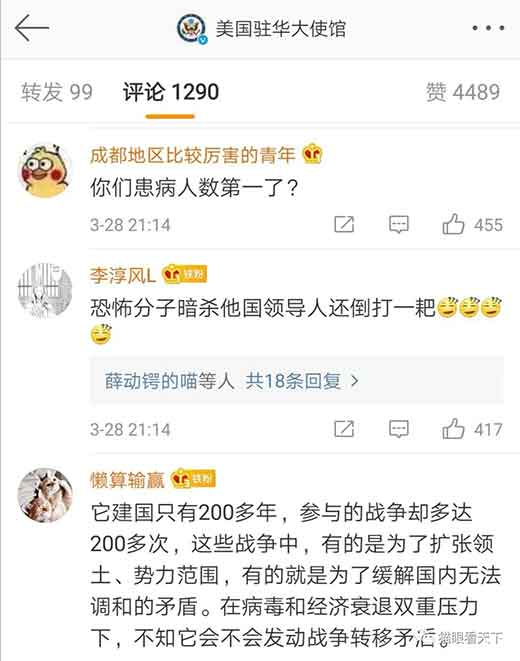 美国驻华大使馆
转发 99 评论 1290 赞 4489
成都地区比较厉害的青年
你们患病人数第一了?
3-28 21:14 455
李淳风L 铁粉
恐怖分子暗杀他国领导人还倒打一耙
薛动锷的喵等人 共18条回复 >
3-28 21:14 417
懒算输赢 铁粉
它建国只有200多年，参与的战争却多达
200多次，这些战争中，有的是为了扩张领
土、势力范围，有的就是为了缓解国内无法
调和的矛盾。在病毒和经济衰退双重压力
下，不知它会不会发动战争转移矛盾。
猫眼看天下